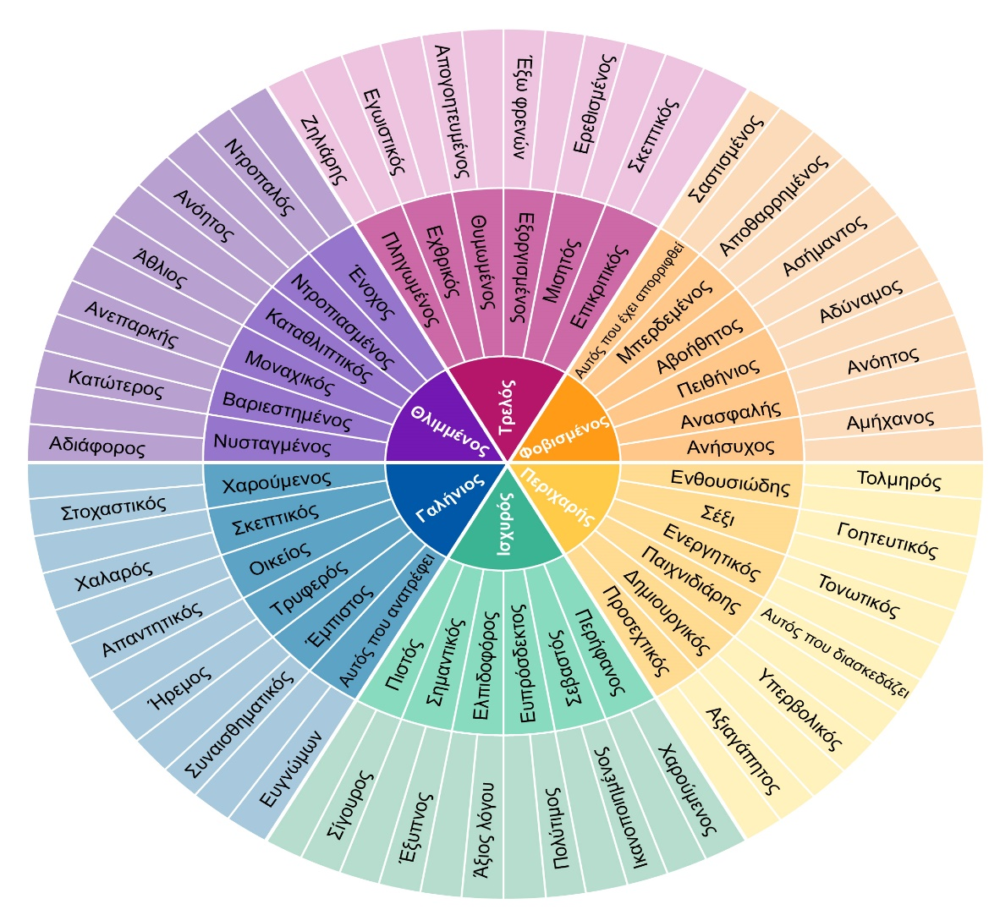 Τρελός
Φοβισμένος
Περιχαρής
Ισχυρός
Γαλήνιος
Θλιμμένος
Πληγωμένος
Εχθρικός
Θυμωμένος
Εξοργισμένος
Μισητός
Επικριτικός
Ζηλιάρης
Εγωιστικός
Απογοητευμένος
Έξω φρενών
Ερεθισμένος
Σκεπτικός
Αυτός που έχει απορριφθεί
Μπερδεμένος
Αβοήθητος
Πειθήνιος
Ανασφαλής
Ανήσυχος
Σαστισμένος
Αποθαρρημένος
Ασήμαντος
Αδύναμος
Ανόητος
Αμήχανος
Ενθουσιώδης
Σέξι
Ενεργητικός
Παιχνιδιάρης
Δημιουργικός
Προσεχτικός
Τολμηρός
Γοητευτικός
Τονωτικός
Αυτός που διασκεδάζει
Υπερβολικός
Αξιαγάπητος
Περήφανος
Σεβαστός
Ευπρόσδεκτος
Ελπιδοφόρος
Σημαντικός
Πιστός
Χαρούμενος
Ικανοποιημένος
Πολύτιμος
Άξιος λόγου
Έξυπνος
Σίγουρος
Αυτός που ανατρέφει
Έμπιστος
Τρυφερός
Οικείος
Σκεπτικός
Χαρούμενος
Ευγνώμων
Συναισθηματικός
Ήρεμος
Απαντητικός
Χαλαρός
Στοχαστικός
Νυσταγμένος
Βαριεστημένος
Μοναχικός
Καταθλιπτικός
Ντροπιασμένος
Ένοχος
Αδιάφορος
Κατώτερος
Ανεπαρκής
Άθλιος
Ανόητος
Ντροπαλός